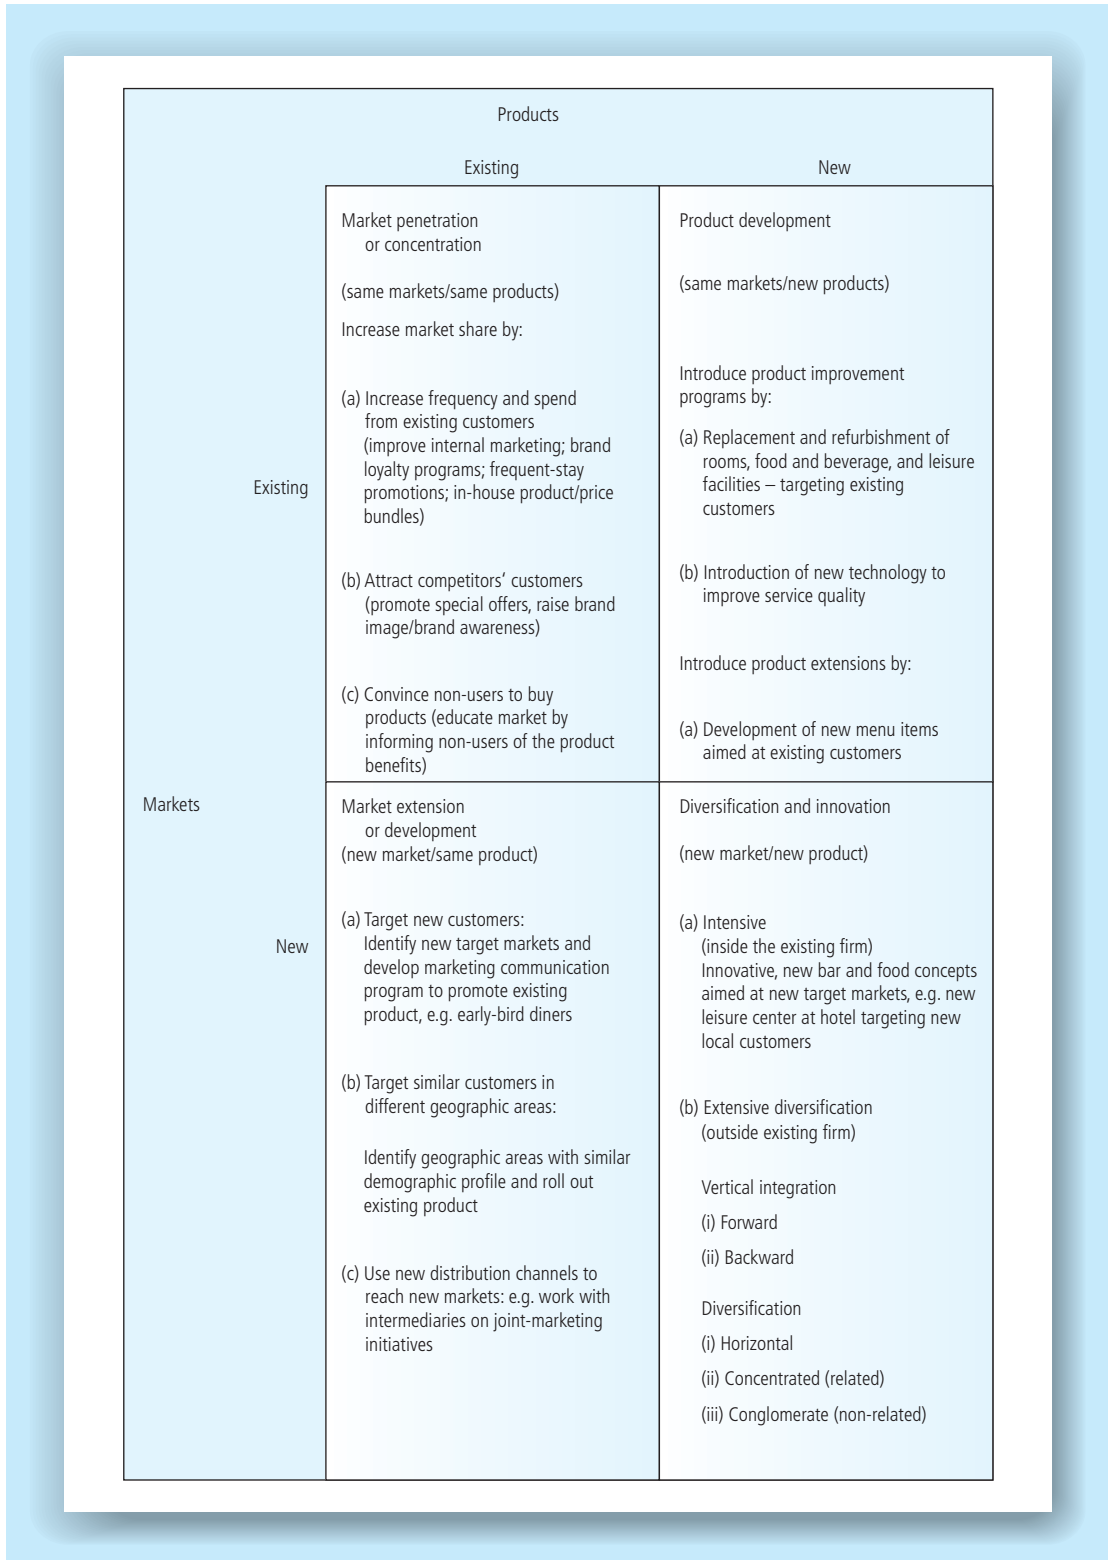 Products
Existing
New
Existing
Market penetration
or concentration
(same markets/same products)
Increase market share by:
(a) Increase frequency and spend
from existing customers
(improve internal marketing; brand
loyalty programs; frequent-stay
promotions; in-house product/price
bundles)
(b) Attract competitors’ customers
(promote special offers, raise brand
image/brand awareness)
(c) Convince non-users to buy
products (educate market by
informing non-users of the product
benefits)
Product development
(same markets/new products)
Introduce product improvement
programs by:
(a) Replacement and refurbishment of
rooms, food and beverage, and leisure
facilities – targeting existing
customers
(b) Introduction of new technology to
improve service quality
Introduce product extensions by:
(a) Development of new menu items
aimed at existing customers
Markets
New
Market extension
or development
(new market/same product)
(a) Target new customers:
Identify new target markets and
develop marketing communication
program to promote existing
product, e.g. early-bird diners
(b) Target similar customers in
different geographic areas:
Identify geographic areas with similar
demographic profile and roll out
existing product
(c) Use new distribution channels to
reach new markets: e.g. work with
intermediaries on joint-marketing
initiatives
Diversification and innovation
(new market/new product)
(a) Intensive
(inside the existing firm)
Innovative, new bar and food concepts
aimed at new target markets, e.g. new
leisure center at hotel targeting new
local customers
(b) Extensive diversification
(outside existing firm)
Vertical integration
(i) Forward
(ii) Backward
Diversification
(i) Horizontal
(ii) Concentrated (related)
(iii) Conglomerate (non-related)